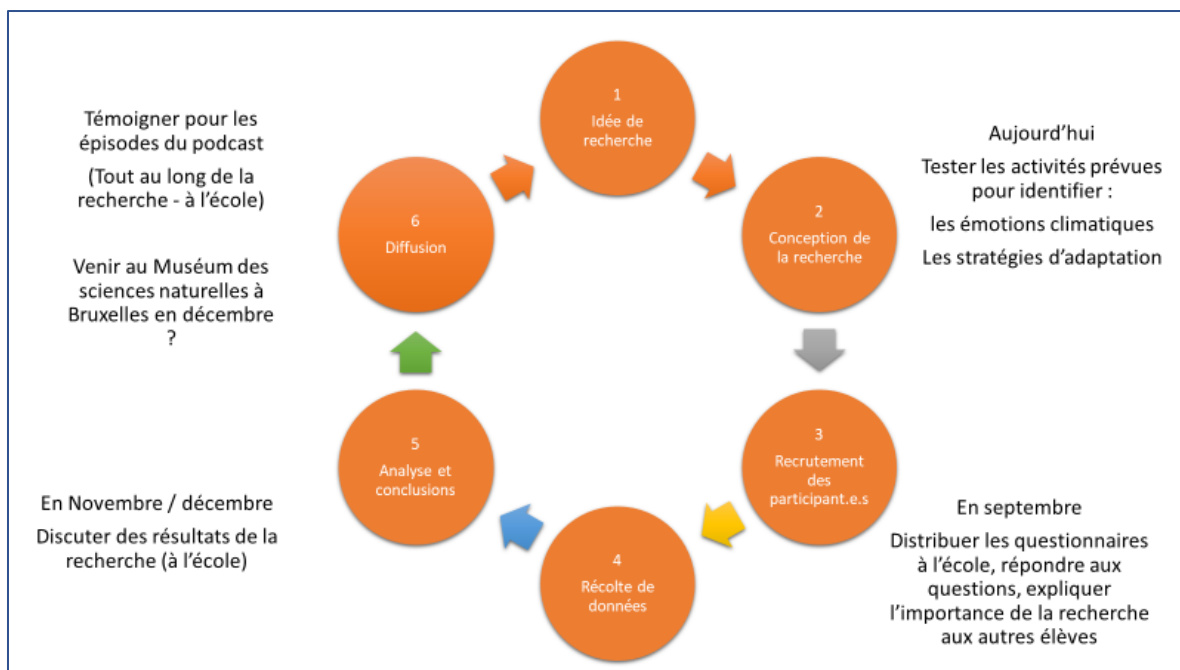 1
Idée de
recherche
Aujourd'hui
Tester les activités prévues
pour identifier :
les émotions climatiques
Les stratégies d'adaptation
2
Conception de
la recherche
3
Recrutement
des
participant.e.s
En septembre
Distribuer les questionnaires
à l'école, répondre aux
questions, expliquer
l'importance de la recherche
aux autres élèves
4
Récolte de
données
5
Analyse et
conclusions
En Novembre / décembre
Discuter des résultats de la
recherche (à l'école)
6
Diffusion
Témoigner pour les
épisodes du podcast
(Tout au long de la
recherche - à l'école)
Venir au Muséum des
sciences naturelles à
Bruxelles en décembre
?